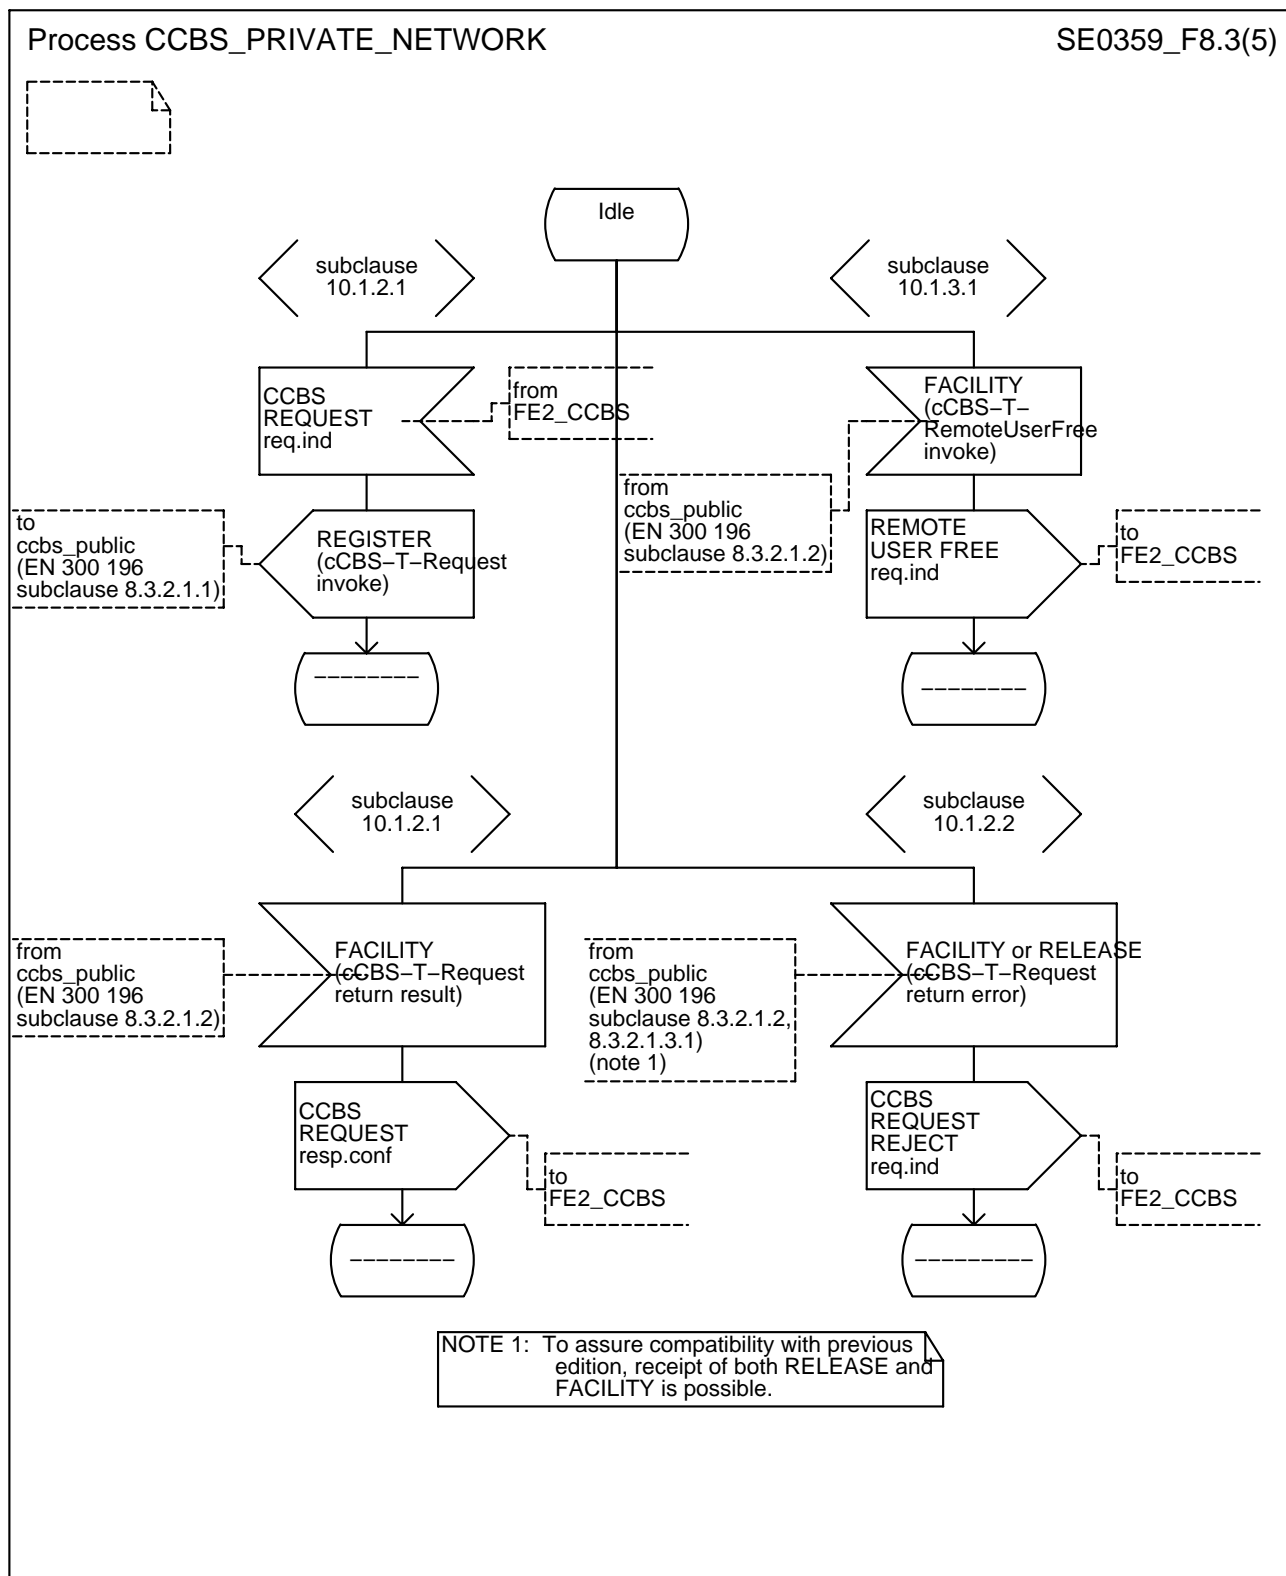 Process CCBS_PRIVATE_NETWORK
SE0359_F8.3(5)
Idle
subclause
10.1.2.1
subclause
10.1.3.1
CCBS
REQUEST
req.ind
from
FE2_CCBS
FACILITY
(cCBS–T–
RemoteUserFree
invoke)
from
ccbs_public
(EN 300 196
subclause 8.3.2.1.2)
to
ccbs_public
(EN 300 196
subclause 8.3.2.1.1)
REGISTER
(cCBS–T–Request
invoke)
REMOTE
USER FREE
req.ind
to
FE2_CCBS
subclause
10.1.2.1
subclause
10.1.2.2
from
ccbs_public
(EN 300 196
subclause 8.3.2.1.2)
FACILITY
(cCBS–T–Request
return result)
from
ccbs_public
(EN 300 196
subclause 8.3.2.1.2,
8.3.2.1.3.1)
(note 1)
FACILITY or RELEASE
(cCBS–T–Request
return error)
CCBS
REQUEST
resp.conf
to
FE2_CCBS
CCBS
REQUEST
REJECT
req.ind
to
FE2_CCBS
NOTE 1: To assure compatibility with previous
edition, receipt of both RELEASE and
FACILITY is possible.